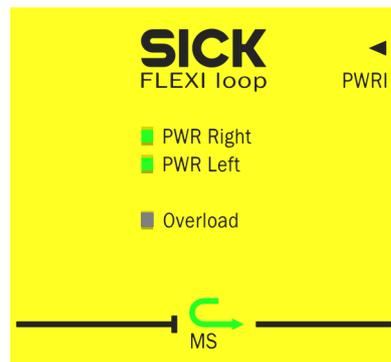 SICK
FLEXI loop
PWRI
PWR Right
PWR Left
Overload
MS